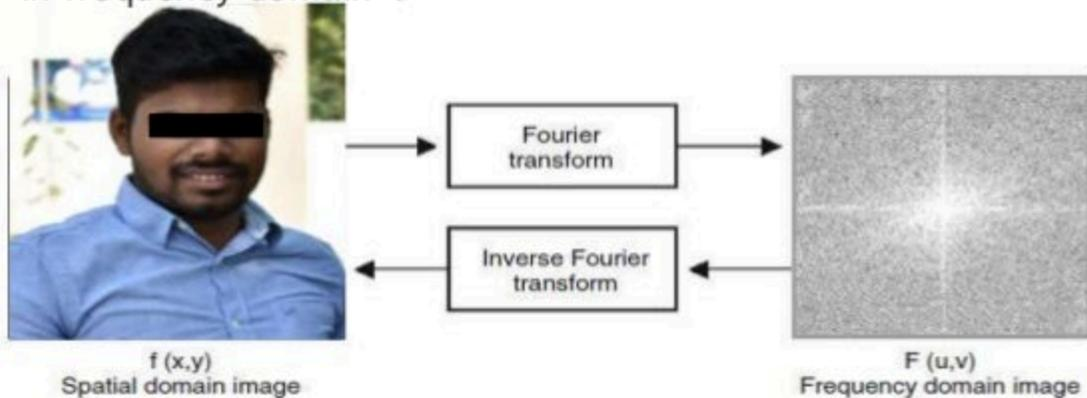 Fourier
transform
Inverse Fourier
transform
f (x,y)
Spatial domain image
F (u,v)
Frequency domain image